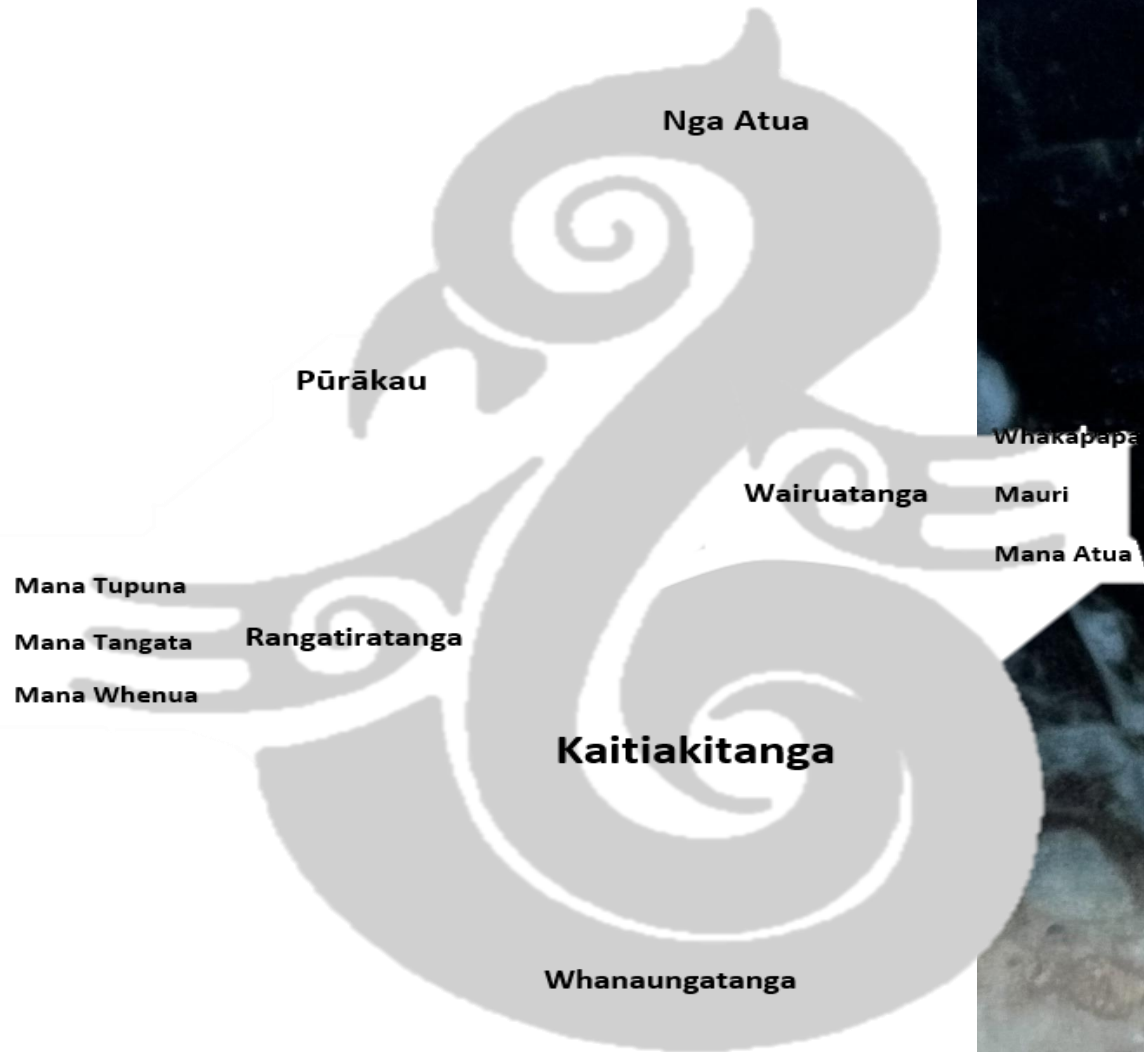 Nga Atua
Pūrākau
Whakapapa
Wairuatanga
Mauri
Mana Atua
Mana Tupuna
Mana Tangata
Rangatiratanga
Mana Whenua
Kaitiakitanga
Whanaungatanga